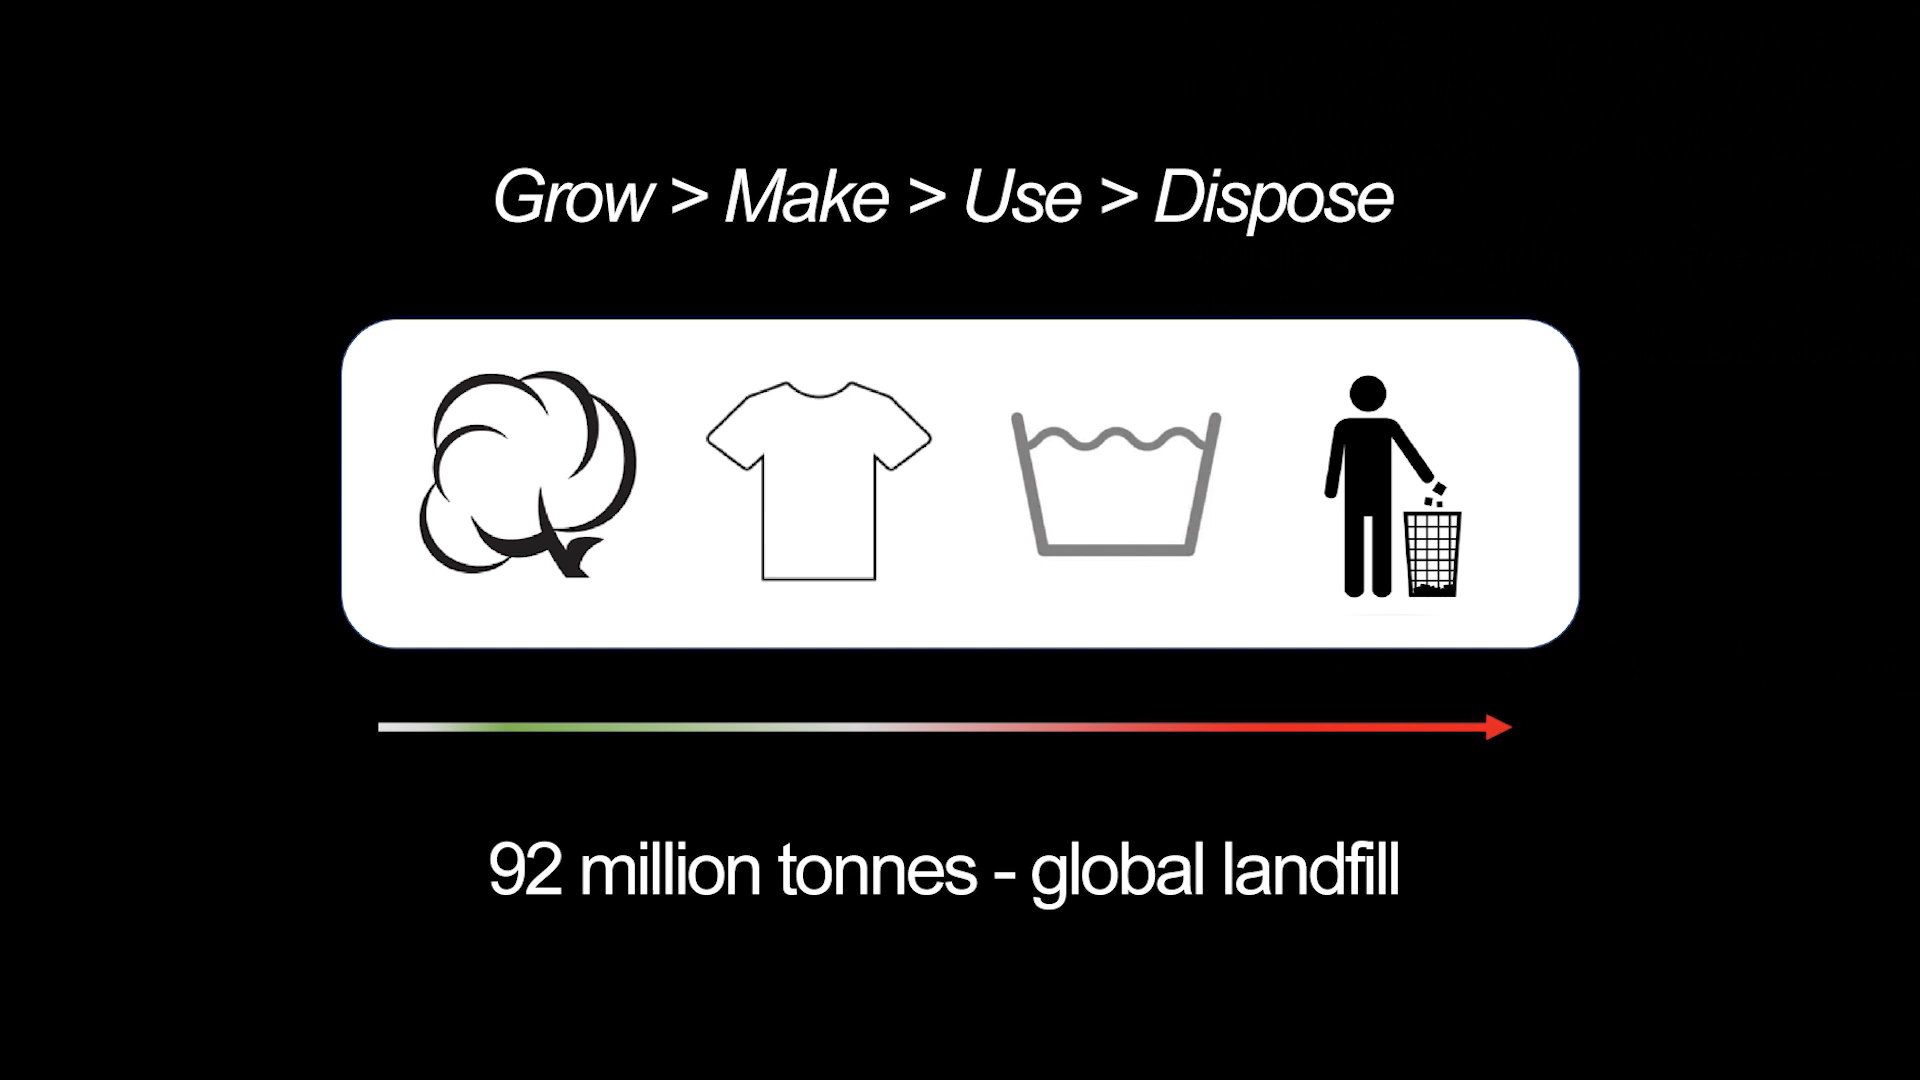 Grow > Make > Use > Dispose
92 million tonnes - global landfill